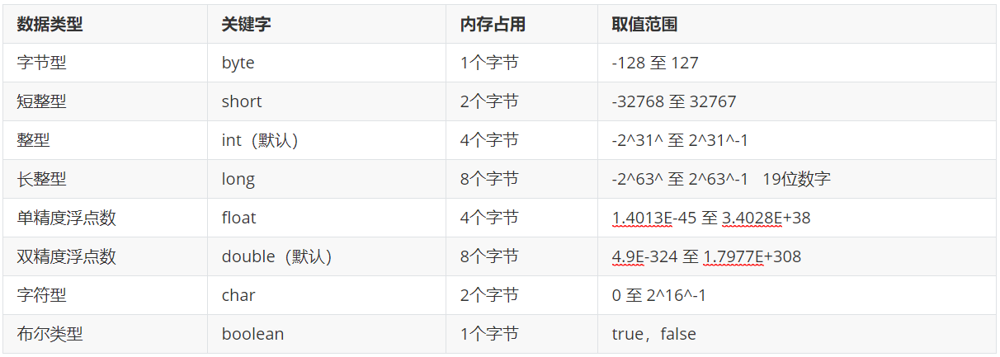 数据类型 关键字 内存占用 取值范围
字节型 byte 1个字节 -128 至 127
短整型 short 2个字节 -32768 至 32767
整型 int（默认） 4个字节 -2^31^ 至 2^31^-1
长整型 long 8个字节 -2^63^ 至 2^63^-1 19位数字
单精度浮点数 float 4个字节 1.4013E-45 至 3.4028E+38
双精度浮点数 double（默认） 8个字节 4.9E-324 至 1.7977E+308
字符型 char 2个字节 0 至 2^16^-1
布尔类型 boolean 1个字节 true，false